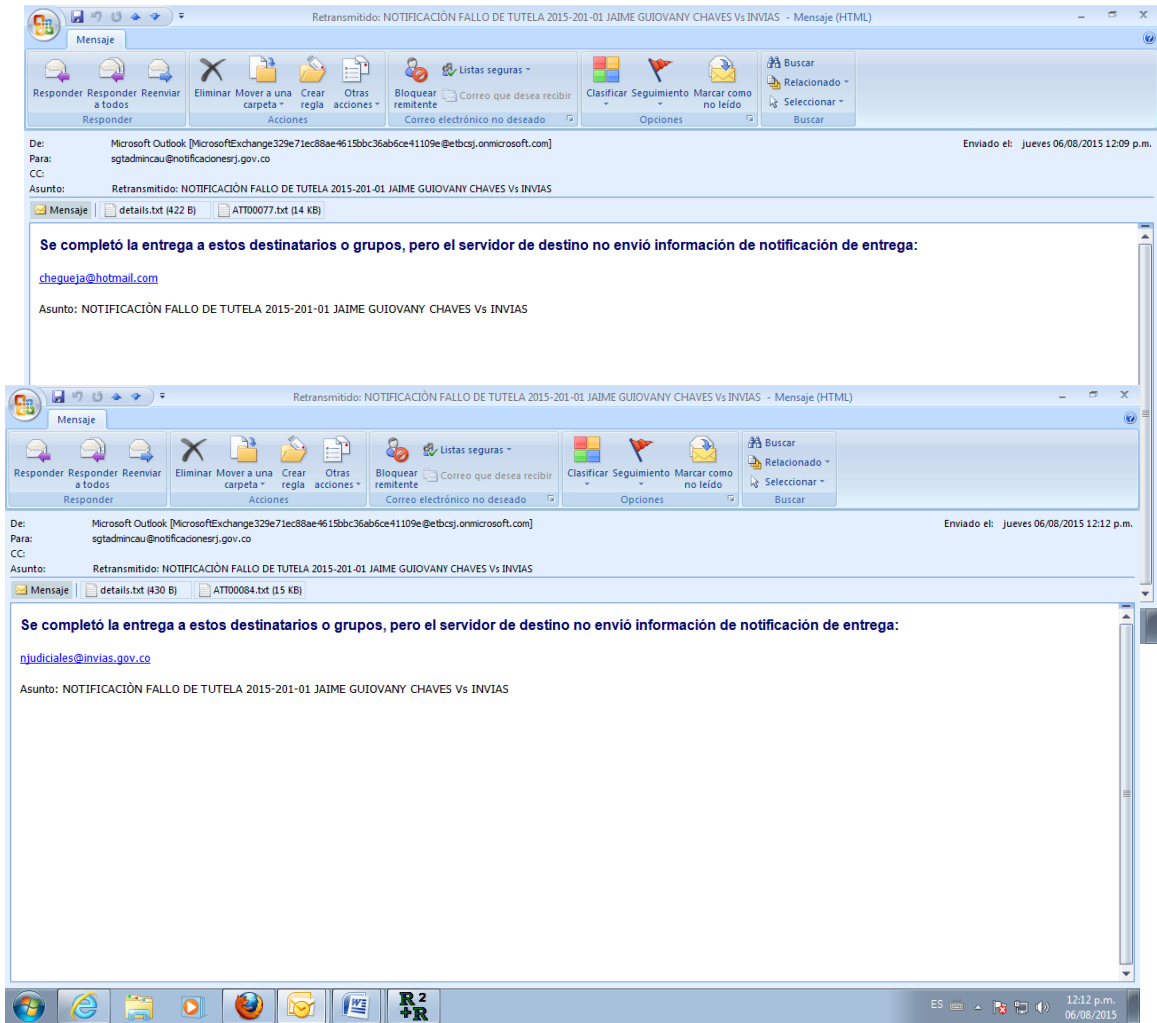 Retransmitido: NOTIFICACIÒN FALLO DE TUTELA 2015-201-01 JAIME GUIOVANY CHAVES Vs INVIAS - Mensaje (HTML)
Mensaje
Responder Responder a todos Reenviar
Eliminar Mover a una carpeta Crear regla Otras acciones
Bloquear remitente Listas seguras Correo que desea recibir
Clasificar Seguimiento Marcar como no leído
Buscar Relacionado Seleccionar
Responder Acciones Correo electrónico no deseado Opciones Buscar
De: Microsoft Outlook [MicrosoftExchange329e71ec88ae4615bbc36ab6ce41109e@etbcsj.onmicrosoft.com] Enviado el: jueves 06/08/2015 12:09 p.m.
Para: sgtadmincau@notificacionesrj.gov.co
CC:
Asunto: Retransmitido: NOTIFICACIÒN FALLO DE TUTELA 2015-201-01 JAIME GUIOVANY CHAVES Vs INVIAS
Mensaje details.txt (422 B) ATT00077.txt (14 KB)
Se completó la entrega a estos destinatarios o grupos, pero el servidor de destino no envió información de notificación de entrega:
chegueja@hotmail.com
Asunto: NOTIFICACIÒN FALLO DE TUTELA 2015-201-01 JAIME GUIOVANY CHAVES Vs INVIAS
Retransmitido: NOTIFICACIÒN FALLO DE TUTELA 2015-201-01 JAIME GUIOVANY CHAVES Vs INVIAS - Mensaje (HTML)
Mensaje
Responder Responder a todos Reenviar
Eliminar Mover a una carpeta Crear regla Otras acciones
Bloquear remitente Listas seguras Correo que desea recibir
Clasificar Seguimiento Marcar como no leído
Buscar Relacionado Seleccionar
Responder Acciones Correo electrónico no deseado Opciones Buscar
De: Microsoft Outlook [MicrosoftExchange329e71ec88ae4615bbc36ab6ce41109e@etbcsj.onmicrosoft.com] Enviado el: jueves 06/08/2015 12:12 p.m.
Para: sgtadmincau@notificacionesrj.gov.co
CC:
Asunto: Retransmitido: NOTIFICACIÒN FALLO DE TUTELA 2015-201-01 JAIME GUIOVANY CHAVES Vs INVIAS
Mensaje details.txt (430 B) ATT00084.txt (15 KB)
Se completó la entrega a estos destinatarios o grupos, pero el servidor de destino no envió información de notificación de entrega:
njudiciales@invias.gov.co
Asunto: NOTIFICACIÒN FALLO DE TUTELA 2015-201-01 JAIME GUIOVANY CHAVES Vs INVIAS
R 2
+R
ES 12:12 p.m.
06/08/2015